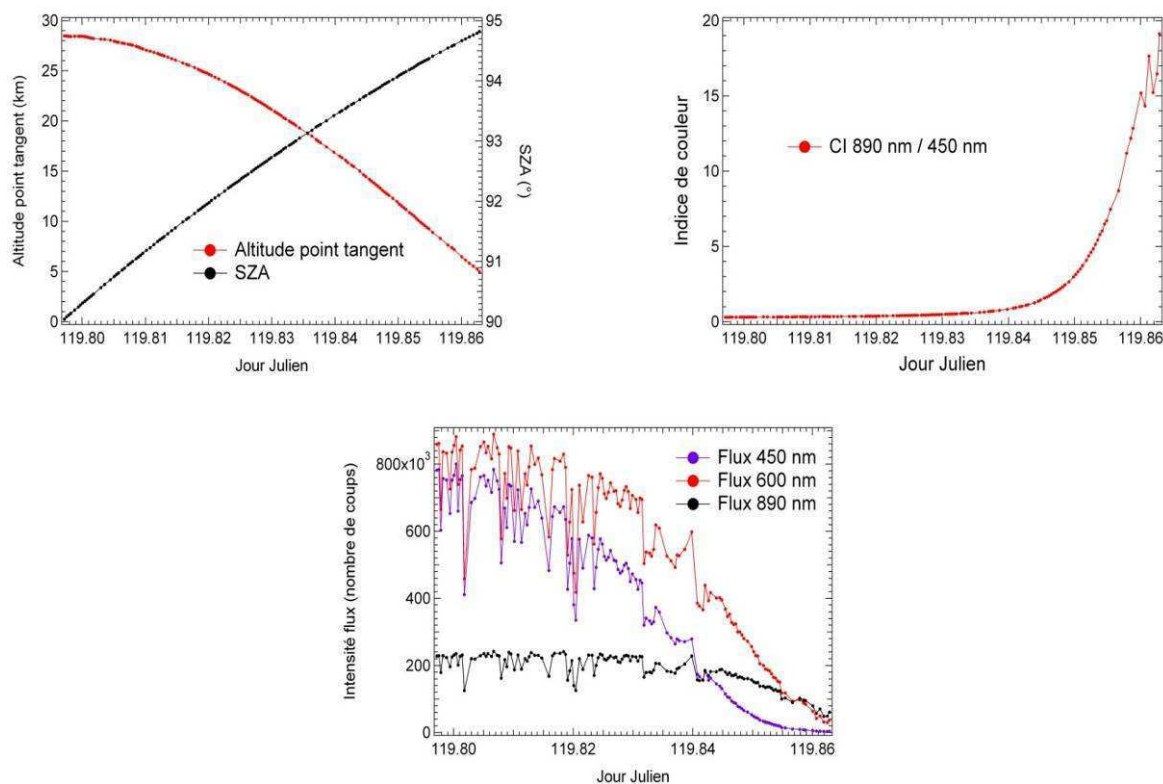 Altitude point tangent (km)
30
25
20
15
10
5
0
95
94
93
92
91
90
SZA (°)
Altitude point tangent
SZA
119.80 119.81 119.82 119.83 119.84 119.85 119.86
Jour Julien
Indice de couleur
20
15
10
5
0
CI 890 nm / 450 nm
119.80 119.81 119.82 119.83 119.84 119.85 119.86
Jour Julien
Intensité flux (nombre de coups)
800x10³
600
400
200
0
Flux 450 nm
Flux 600 nm
Flux 890 nm
119.80 119.82 119.84 119.86
Jour Julien